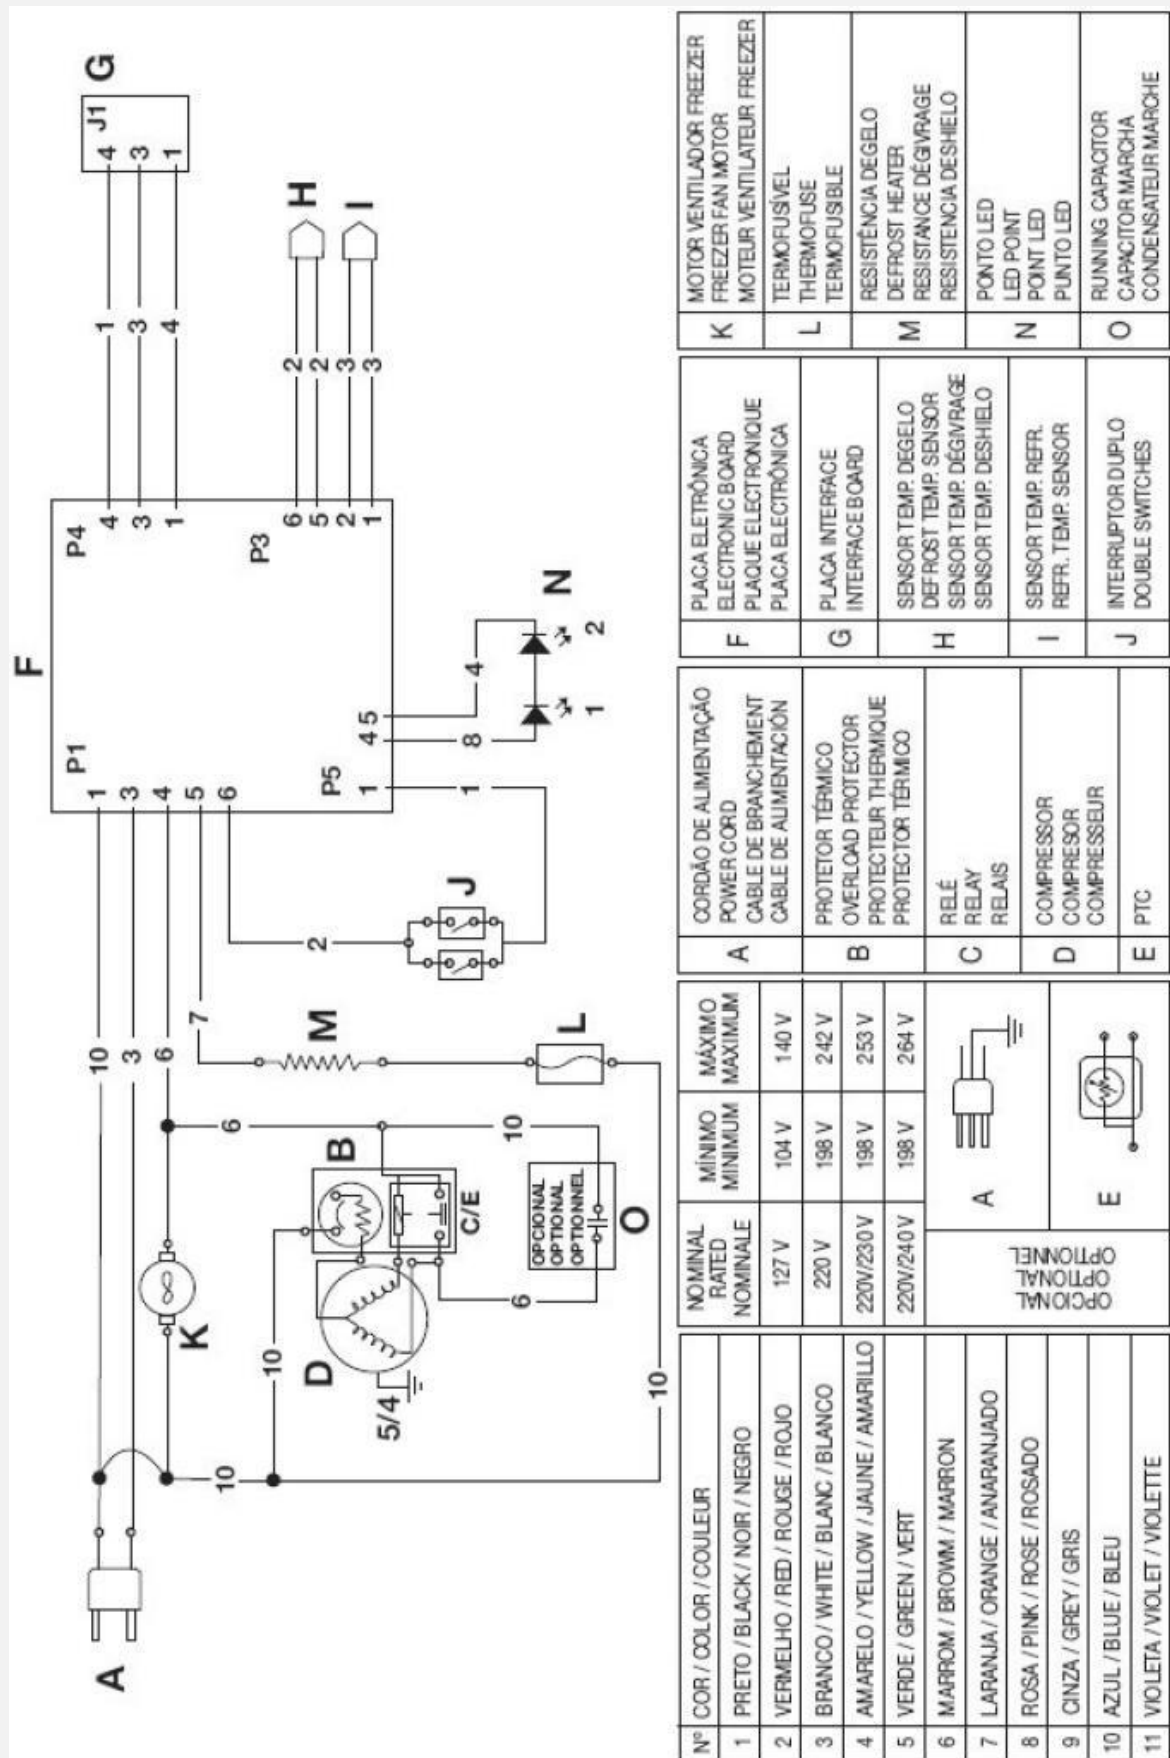 A
F
G
P1
P4
P3
P5
J1
1
3
4
5
6
4
3
1
4
3
1
6
5
2
1
1
4
5
10
3
6
7
2
1
8
4
1
3
4
2
2
3
3
H
I
N
1
2
J
M
L
K
B
C/E
D
O
5/4
6
10
10
10
6
10
OPCIONAL
OPTIONAL
OPTIONNEL
Nº
COR / COLOR / COULEUR
1
PRETO / BLACK / NOIR / NEGRO
2
VERMELHO / RED / ROUGE / ROJO
3
BRANCO / WHITE / BLANC / BLANCO
4
AMARELO / YELLOW / JAUNE / AMARILLO
5
VERDE / GREEN / VERT
6
MARROM / BROWM / MARRON
7
LARANJA / ORANGE / ANARANJADO
8
ROSA / PINK / ROSE / ROSADO
9
CINZA / GREY / GRIS
10
AZUL / BLUE / BLEU
11
VIOLETA / VIOLET / VIOLETTE
NOMINAL
RATED
NOMINALE
MÍNIMO
MINIMUM
MÁXIMO
MAXIMUM
127 V
104 V
140 V
220 V
198 V
242 V
220V/230V
198 V
253 V
220V/240V
198 V
264 V
OPCIONAL
OPTIONAL
OPTIONNEL
A
E
A
CORDÃO DE ALIMENTAÇÃO
POWER CORD
CABLE DE BRANCHEMENT
CABLE DE ALIMENTACIÓN
B
PROTETOR TÉRMICO
OVERLOAD PROTECTOR
PROTECTEUR THERMIQUE
PROTECTOR TÉRMICO
C
RELÉ
RELAY
RELAIS
D
COMPRESSOR
COMPRESOR
COMPRESSEUR
E
PTC
F
PLACA ELETRÔNICA
ELECTRONIC BOARD
PLAQUE ELECTRONIQUE
PLACA ELECTRÓNICA
G
PLACA INTERFACE
INTERFACE BOARD
H
SENSOR TEMP. DEGELO
DEFROST TEMP. SENSOR
SENSOR TEMP. DÉGIVRAGE
SENSOR TEMP. DESHIELO
I
SENSOR TEMP. REFR.
REFR. TEMP. SENSOR
J
INTERRUPTOR DUPLO
DOUBLE SWITCHES
K
MOTOR VENTILADOR FREEZER
FREEZER FAN MOTOR
MOTEUR VENTILATEUR FREEZER
L
TERMOFUSÍVEL
THERMOFUSE
TERMOFUSIBLE
M
RESISTÊNCIA DEGELO
DEFROST HEATER
RESISTANCE DÉGIVRAGE
RESISTENCIA DESHIELO
N
PONTO LED
LED POINT
POINT LED
PUNTO LED
O
RUNNING CAPACITOR
CAPACITOR MARCHA
CONDENSATEUR MARCHE